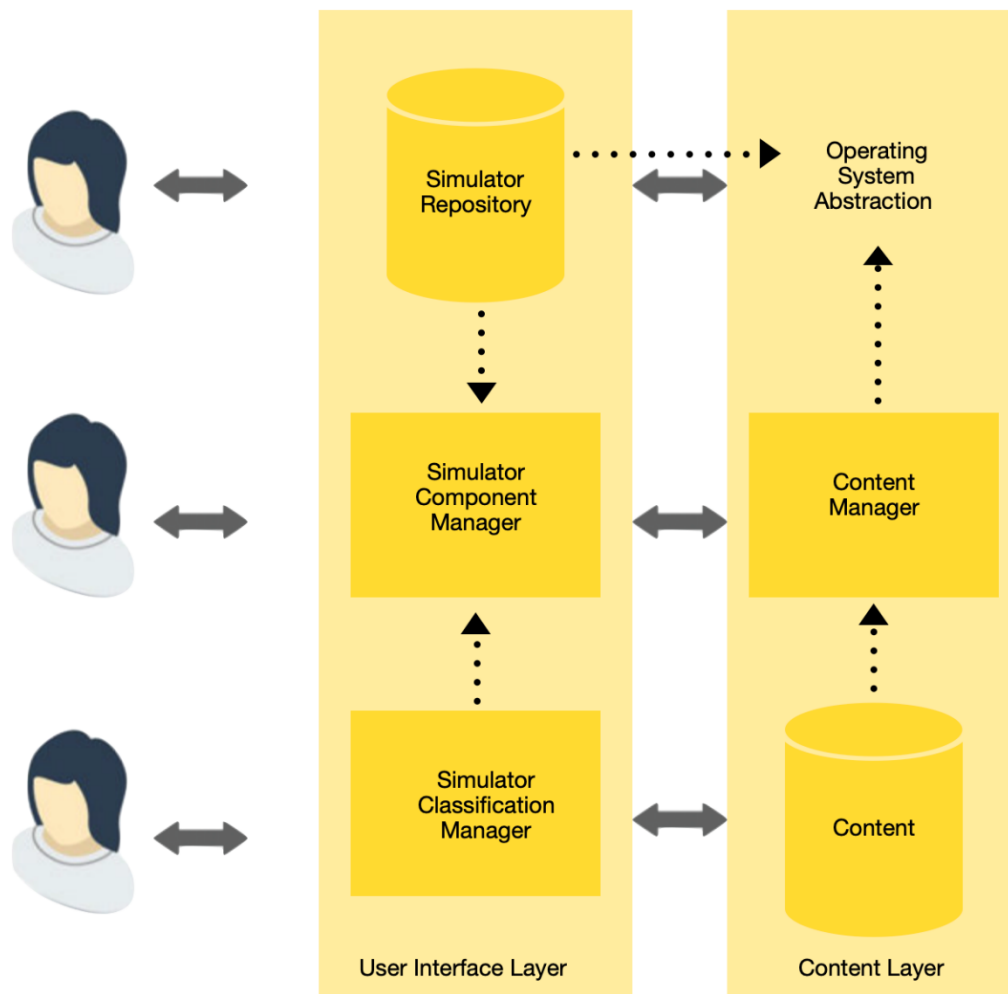 Simulator
Repository
Operating
System
Abstraction
Simulator
Component
Manager
Content
Manager
Simulator
Classification
Manager
Content
User Interface Layer
Content Layer